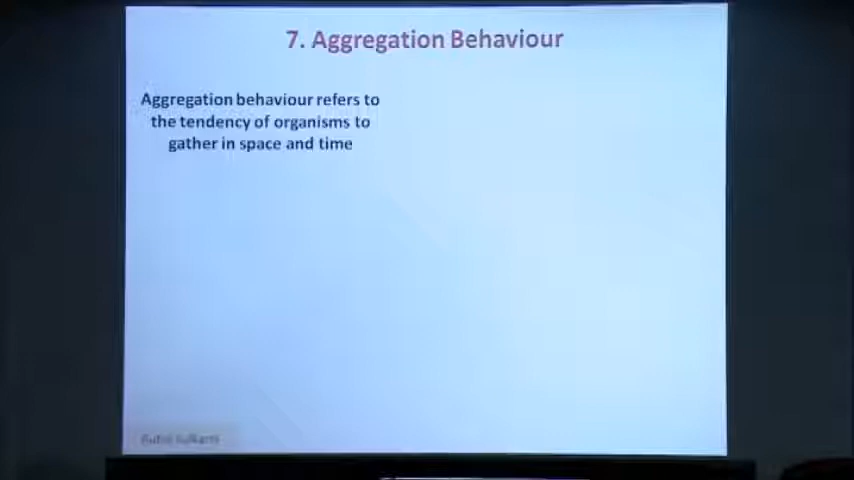 7. Aggregation Behaviour
Aggregation behaviour refers to
the tendency of organisms to
gather in space and time